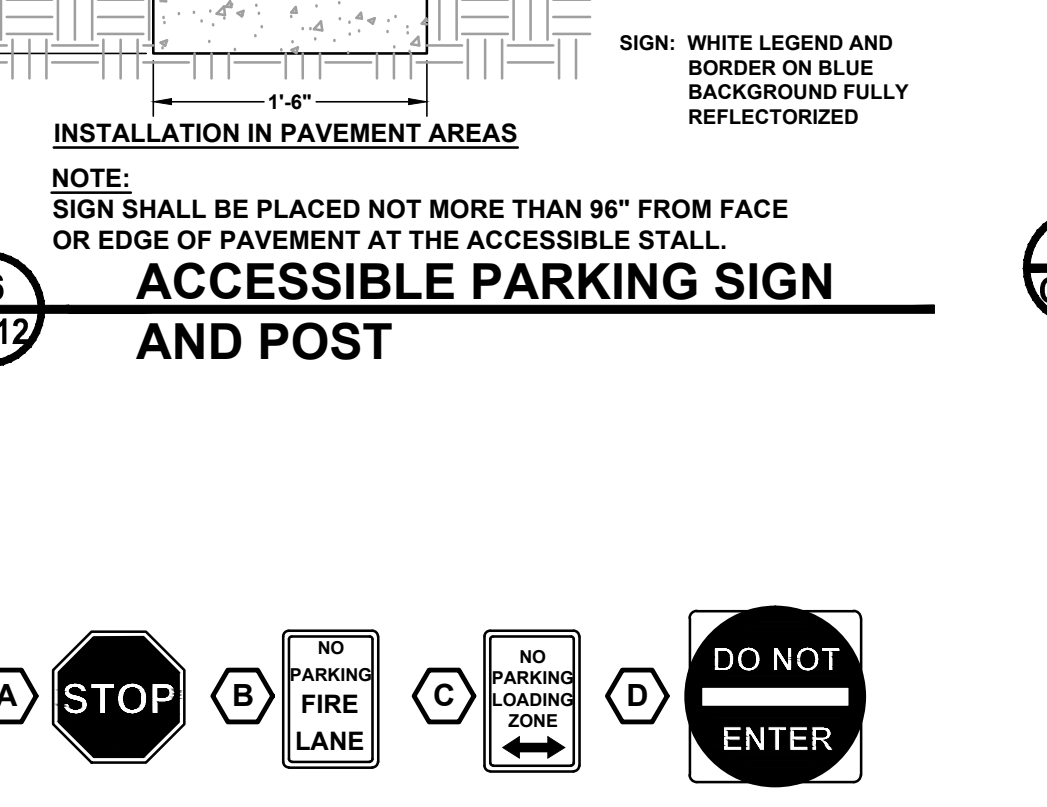 1'-6"
SIGN: WHITE LEGEND AND
BORDER ON BLUE
BACKGROUND FULLY
REFLECTORIZED
INSTALLATION IN PAVEMENT AREAS
NOTE:
SIGN SHALL BE PLACED NOT MORE THAN 96" FROM FACE
OR EDGE OF PAVEMENT AT THE ACCESSIBLE STALL.
12
ACCESSIBLE PARKING SIGN
AND POST
A
STOP
B
NO
PARKING
FIRE
LANE
C
NO
PARKING
LOADING
ZONE
D
DO NOT
ENTER